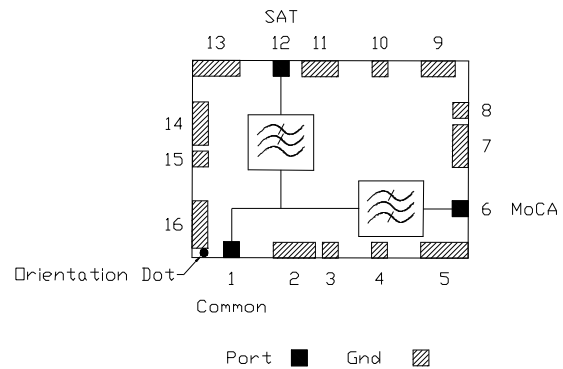 SAT
13 12 11 10 9
14
8
7
15
16
6 MoCA
Orientation Dot
1 2 3 4 5
Common
Port Gnd